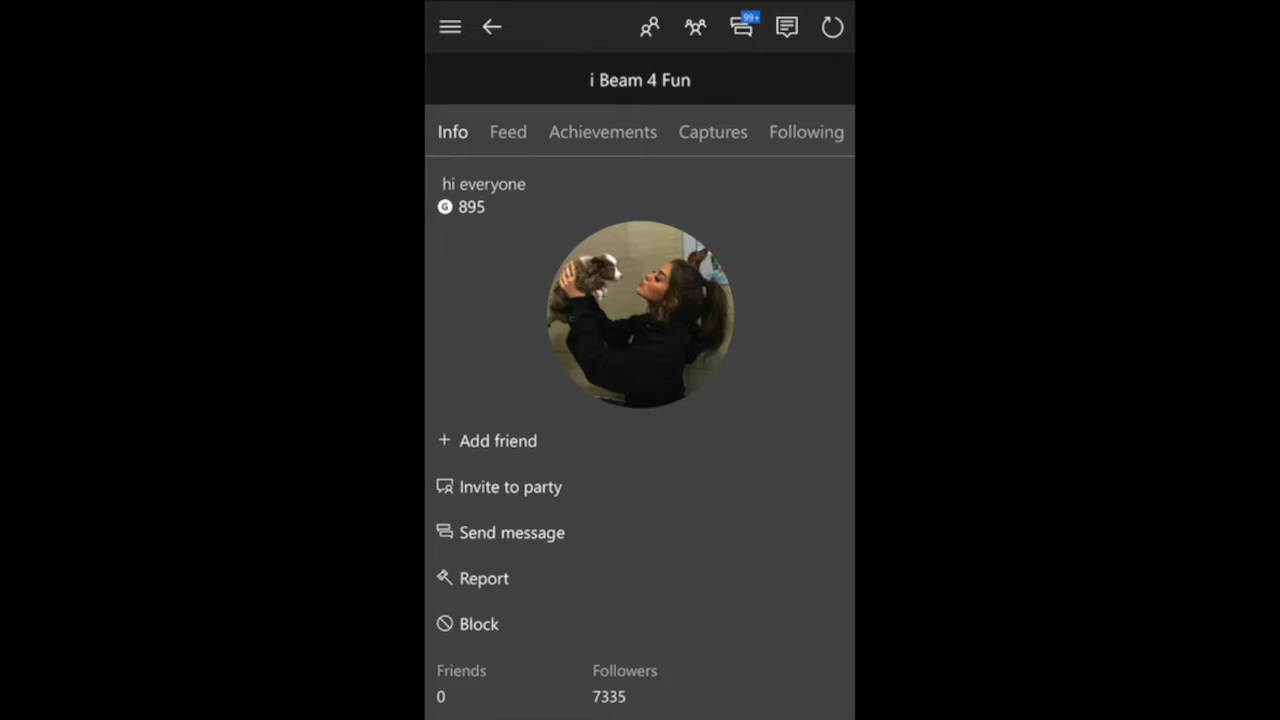 99+
i Beam 4 Fun
Info Feed Achievements Captures Following
hi everyone
G 895
+ Add friend
Invite to party
Send message
Report
Block
Friends Followers
0 7335